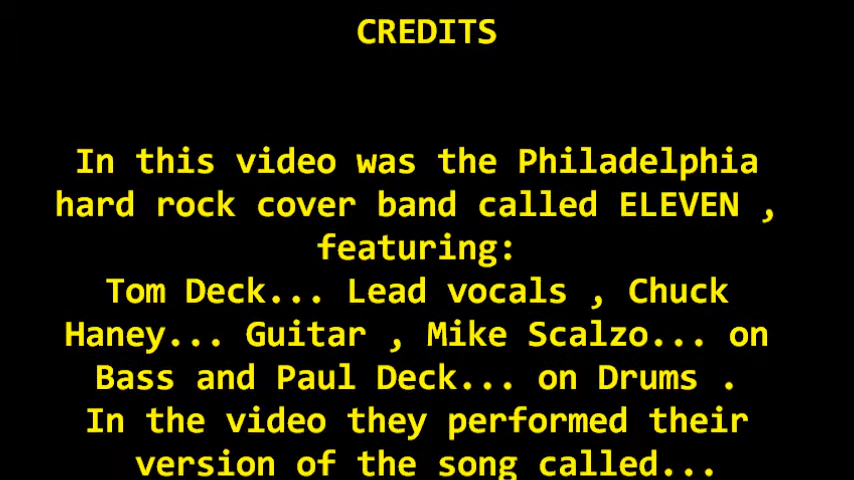 CREDITS
In this video was the Philadelphia
hard rock cover band called ELEVEN ,
featuring:
Tom Deck... Lead vocals , Chuck
Haney... Guitar , Mike Scalzo... on
Bass and Paul Deck... on Drums .
In the video they performed their
version of the song called...